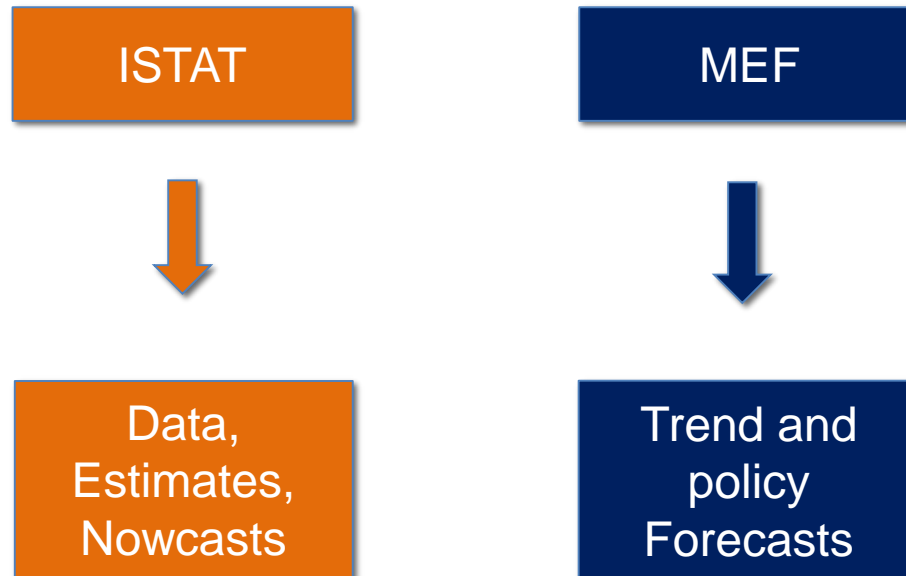 ISTAT
MEF
Data,
Estimates,
Nowcasts
Trend and
policy
Forecasts